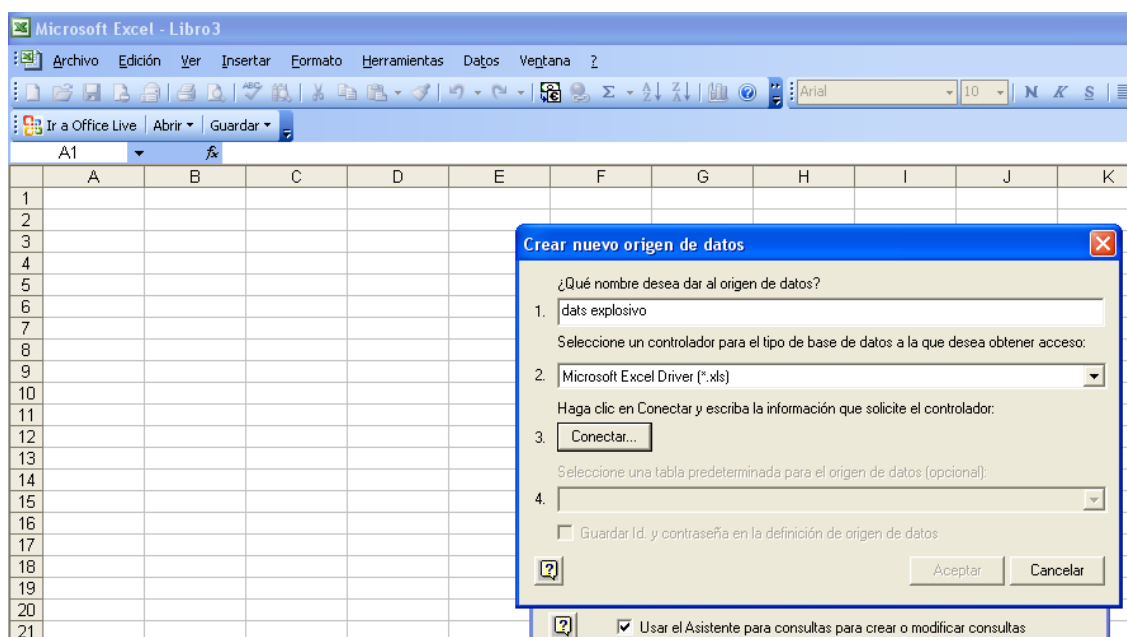 Microsoft Excel - Libro3
Archivo Edición Ver Insertar Formato Herramientas Datos Ventana ?
Arial 10 N K S
Ir a Office Live Abrir Guardar
A1 fx
A B C D E F G H I J K
1
2
3
4
5
6
7
8
9
10
11
12
13
14
15
16
17
18
19
20
21
Crear nuevo origen de datos
¿Qué nombre desea dar al origen de datos?
1. dats explosivo
Seleccione un controlador para el tipo de base de datos a la que desea obtener acceso:
2. Microsoft Excel Driver (*.xls)
Haga clic en Conectar y escriba la información que solicite el controlador:
3. Conectar...
Seleccione una tabla predeterminada para el origen de datos (opcional):
4.
Guardar Id. y contraseña en la definición de origen de datos
Aceptar Cancelar
Usar el Asistente para consultas para crear o modificar consultas